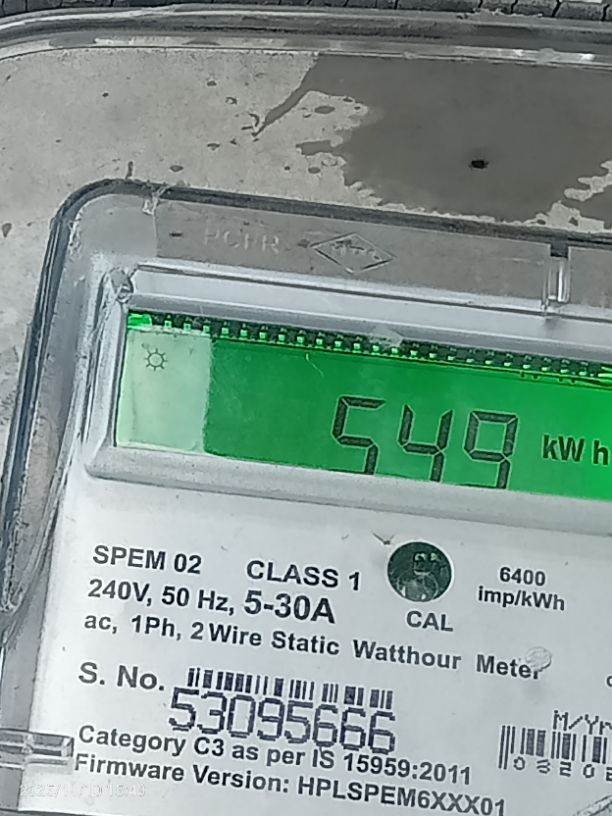 PCPR
549 kWh
SPEM 02 CLASS 1
6400
imp/kWh
240V, 50 Hz, 5-30A
CAL
ac, 1Ph, 2 Wire Static Watthour Meter
S. No.
53095666
M/Yr
Category C3 as per IS 15959:2011
Firmware Version: HPLSPEM6XXX01